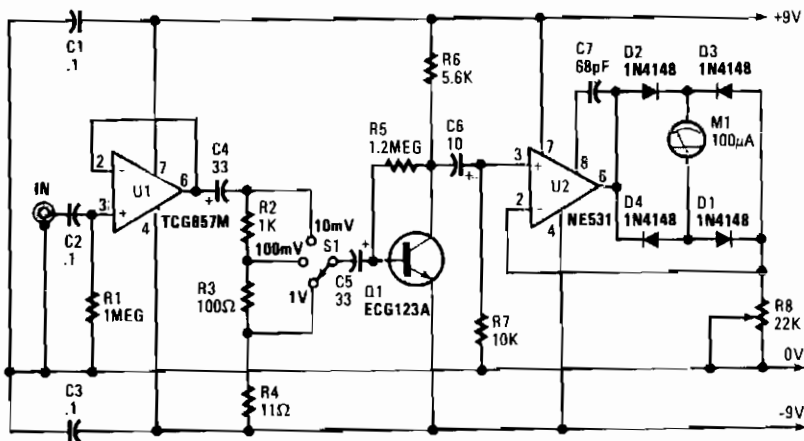 C1
.1
+9V
R6
5.6K
C7
68pF
D2
1N4148
D3
1N4148
R5
1.2MEG
C6
10
+
M1
100µA
2
-
7
U1
6
C4
33
+
TCG857M
3
+
4
IN
C2
.1
R1
1MEG
R2
1K
10mV
100mV
S1
1V
R3
100Ω
C5
33
+
Q1
ECG123A
3
+
7
8
U2
6
2
-
4
NE531
D4
1N4148
D1
1N4148
R7
10K
R8
22K
0V
C3
.1
R4
11Ω
-9V